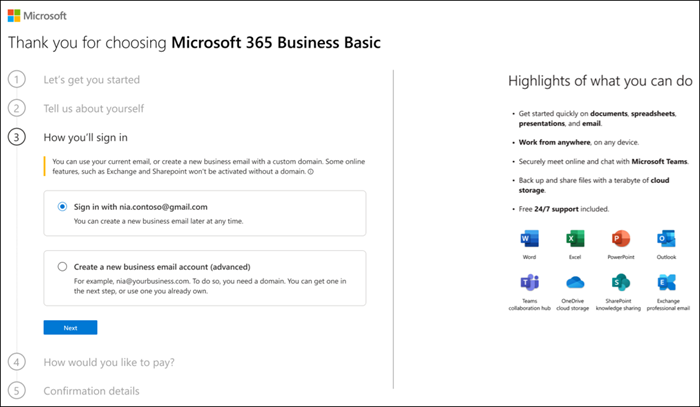 Microsoft
Thank you for choosing Microsoft 365 Business Basic
1 Let's get you started
2 Tell us about yourself
3 How you'll sign in
You can use your current email, or create a new business email with a custom domain. Some online
features, such as Exchange and Sharepoint won't be activated without a domain.
Sign in with nia.contoso@gmail.com
You can create a new business email later at any time.
Create a new business email account (advanced)
For example, nia@yourbusiness.com. To do so, you need a domain. You can get one in
the next step, or use one you already own.
Next
4 How would you like to pay?
5 Confirmation details
Highlights of what you can do
• Get started quickly on documents, spreadsheets,
presentations, and email.
• Work from anywhere, on any device.
• Securely meet online and chat with Microsoft Teams.
• Back up and share files with a terabyte of cloud
storage.
• Free 24/7 support included.
Word Excel PowerPoint Outlook
Teams OneDrive SharePoint Exchange
collaboration hub cloud storage knowledge sharing professional email